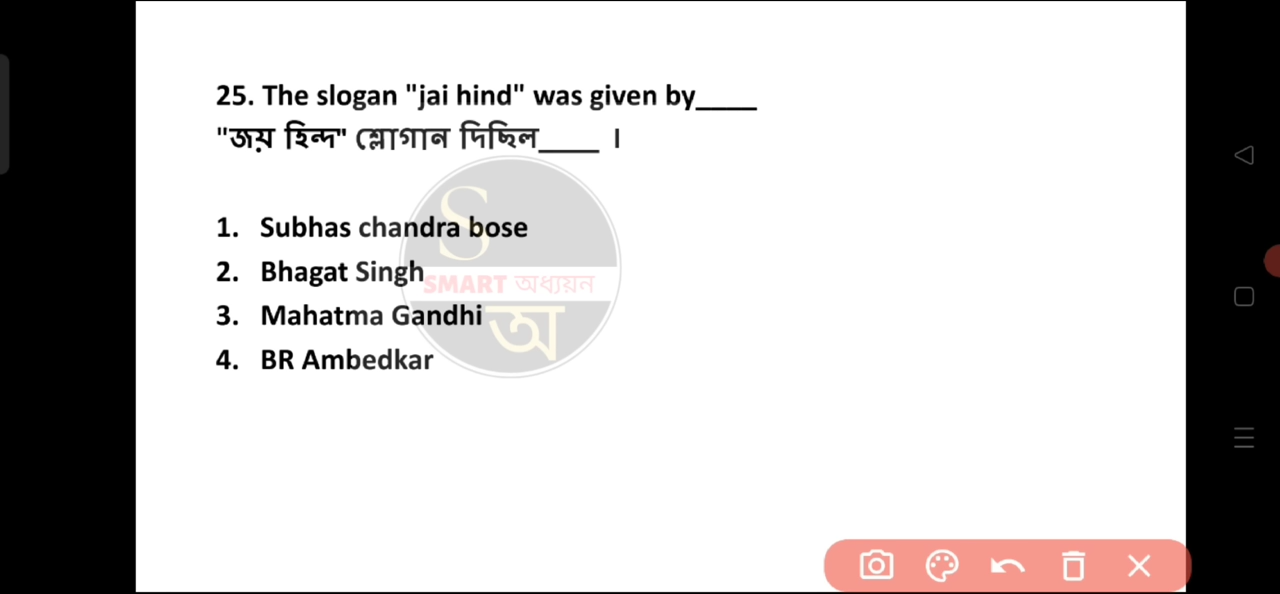 25. The slogan "jai hind" was given by____
"জয় হিন্দ" শ্লোগান দিছিল____ ।
1. Subhas chandra bose
2. Bhagat Singh
3. Mahatma Gandhi
4. BR Ambedkar
S
SMART অধ্যয়ন
অ